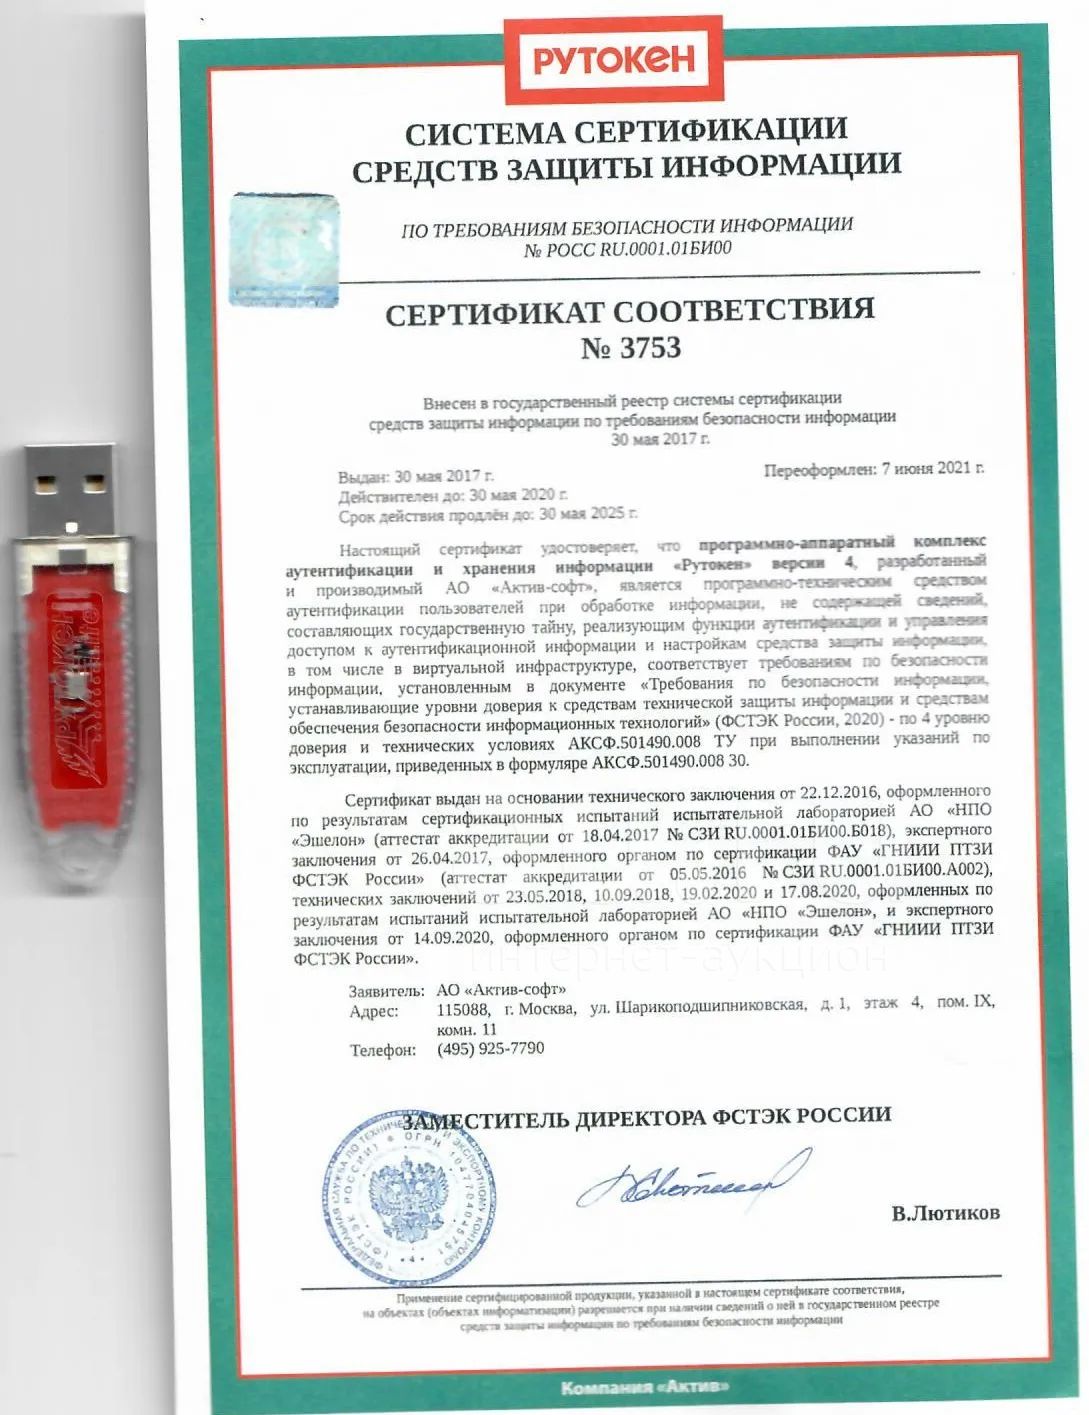 РУТОКЕН
СИСТЕМА СЕРТИФИКАЦИИ
СРЕДСТВ ЗАЩИТЫ ИНФОРМАЦИИ
ПО ТРЕБОВАНИЯМ БЕЗОПАСНОСТИ ИНФОРМАЦИИ
№ РОСС RU.0001.01БИ00
СЕРТИФИКАТ СООТВЕТСТВИЯ
№ 3753
Внесен в государственный реестр системы сертификации
средств защиты информации по требованиям безопасности информации
30 мая 2017 г.
Выдан: 30 мая 2017 г.
Переоформлен: 7 июня 2021 г.
Действителен до: 30 мая 2020 г.
Срок действия продлён до: 30 мая 2025 г.
Настоящий сертификат удостоверяет, что программно-аппаратный комплекс
аутентификации и хранения информации «Рутокен» версии 4, разработанный
и производимый АО «Актив-софт», является программно-техническим средством
аутентификации пользователей при обработке информации, не содержащей сведений,
составляющих государственную тайну, реализующим функции аутентификации и управления
доступом к аутентификационной информации и настройкам средства защиты информации,
в том числе в виртуальной инфраструктуре, соответствует требованиям по безопасности
информации, установленным в документе «Требования по безопасности информации,
устанавливающие уровни доверия к средствам технической защиты информации и средствам
обеспечения безопасности информационных технологий» (ФСТЭК России, 2020) - по 4 уровню
доверия и технических условиях АКСФ.501490.008 ТУ при выполнении указаний по
эксплуатации, приведенных в формуляре АКСФ.501490.008 30.
Сертификат выдан на основании технического заключения от 22.12.2016, оформленного
по результатам сертификационных испытаний испытательной лабораторией АО «НПО
«Эшелон» (аттестат аккредитации от 18.04.2017 № СЗИ RU.0001.01БИ00.Б018), экспертного
заключения от 26.04.2017, оформленного органом по сертификации ФАУ «ГНИИИ ПТЗИ
ФСТЭК России» (аттестат аккредитации от 05.05.2016 № СЗИ RU.0001.01БИ00.А002),
технических заключений от 23.05.2018, 10.09.2018, 19.02.2020 и 17.08.2020, оформленных по
результатам испытаний испытательной лабораторией АО «НПО «Эшелон», и экспертного
заключения от 14.09.2020, оформленного органом по сертификации ФАУ «ГНИИИ ПТЗИ
ФСТЭК России».
интернет-аукцион
Заявитель: АО «Актив-софт»
Адрес: 115088, г. Москва, ул. Шарикоподшипниковская, д. 1, этаж 4, пом. IX,
комн. 11
Телефон: (495) 925-7790
ЗАМЕСТИТЕЛЬ ДИРЕКТОРА ФСТЭК РОССИИ
В.Лютиков
ФЕДЕРАЛЬНАЯ СЛУЖБА ПО ТЕХНИЧЕСКОМУ И ЭКСПОРТНОМУ КОНТРОЛЮ
(ФСТЭК РОССИИ) * ОГРН 1047704045751
* 4 *
Применение сертифицированной продукции, указанной в настоящем сертификате соответствия,
на объектах (объектах информатизации) разрешается при наличии сведений о ней в государственном реестре
средств защиты информации по требованиям безопасности информации
Компания «Актив»
РУТОКЕН